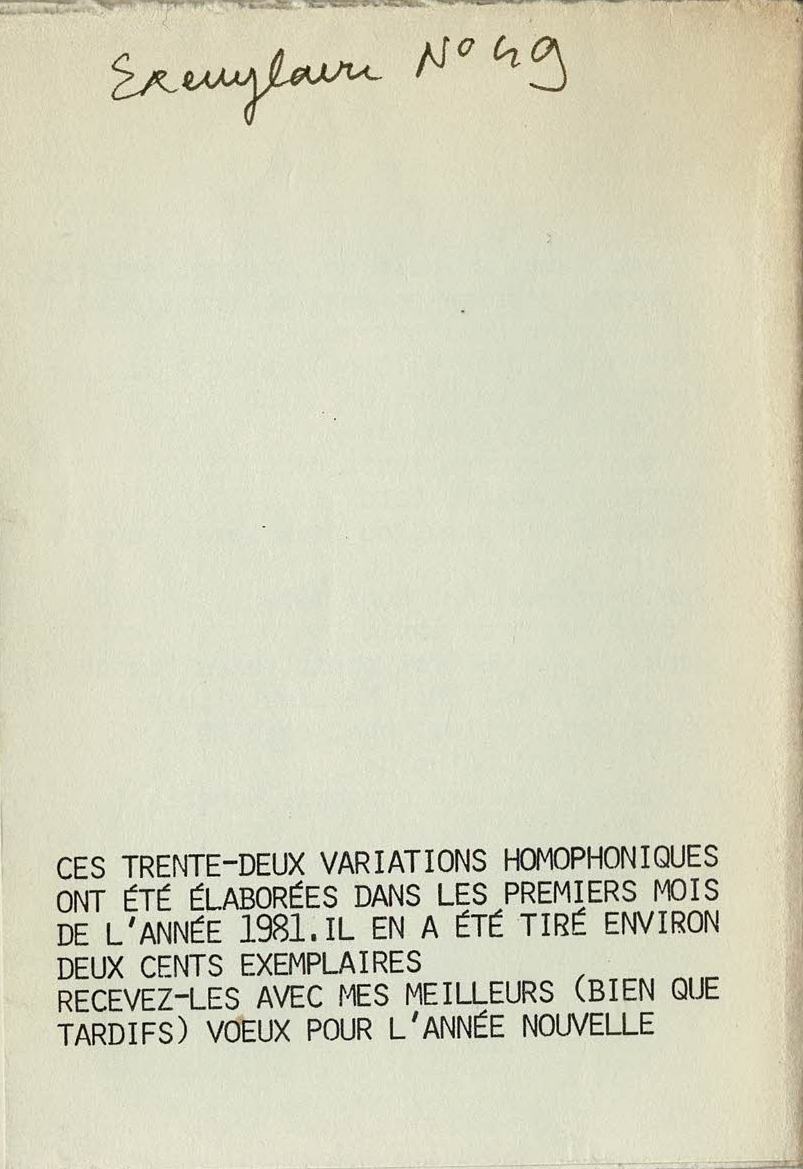 Exemplaire N° 49
CES TRENTE-DEUX VARIATIONS HOMOPHONIQUES
ONT ÉTÉ ÉLABORÉES DANS LES PREMIERS MOIS
DE L'ANNÉE 1981.IL EN A ÉTÉ TIRÉ ENVIRON
DEUX CENTS EXEMPLAIRES
RECEVEZ-LES AVEC MES MEILLEURS (BIEN QUE
TARDIFS) VOEUX POUR L'ANNÉE NOUVELLE